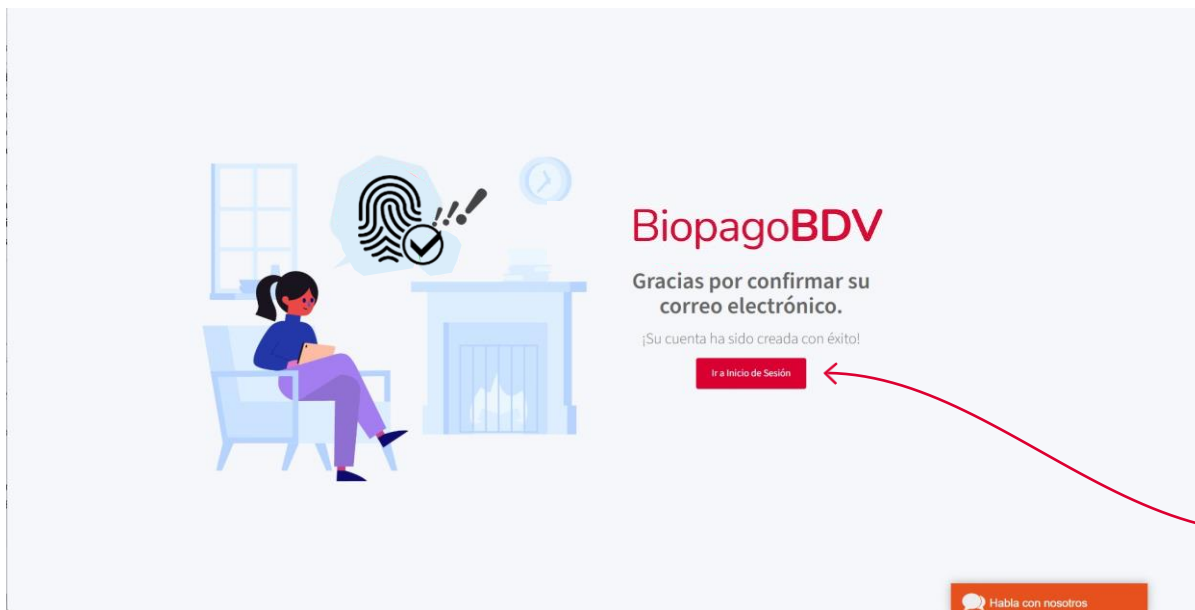 BiopagoBDV
Gracias por confirmar su
correo electrónico.
¡Su cuenta ha sido creada con éxito!
Ir a Inicio de Sesión
Habla con nosotros